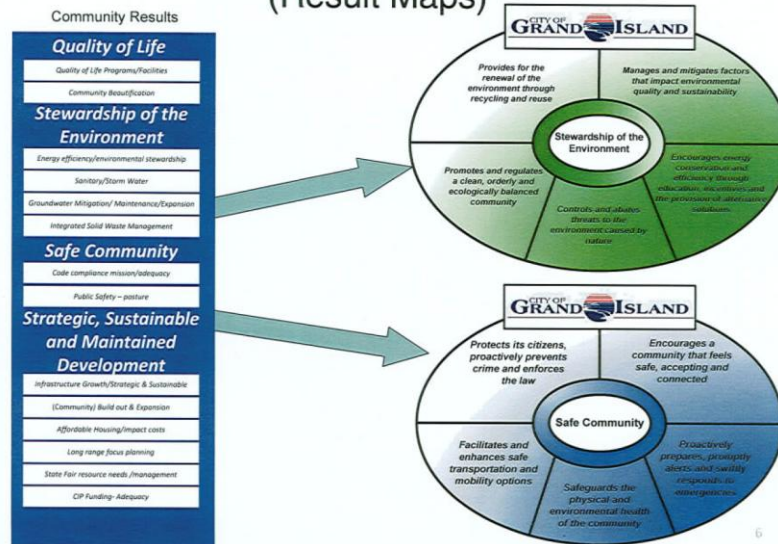 (Result Maps)
Community Results
Quality of Life
Quality of Life Programs/Facilities
Community Beautification
Stewardship of the
Environment
Energy efficiency/environmental stewardship
Sanitary/Storm Water
Groundwater Mitigation/ Maintenance/Expansion
Integrated Solid Waste Management
Safe Community
Code compliance mission/adequacy
Public Safety – posture
Strategic, Sustainable
and Maintained
Development
Infrastructure Growth/Strategic & Sustainable
(Community) Build out & Expansion
Affordable Housing/impact costs
Long range focus planning
State Fair resource needs /management
CIP Funding- Adequacy
CITY OF
GRAND ISLAND
Provides for the
renewal of the
environment through
recycling and reuse
Manages and mitigates factors
that impact environmental
quality and sustainability
Stewardship of the
Environment
Promotes and regulates
a clean, orderly and
ecologically balanced
community
Controls and abates
threats to the
environment caused by
nature
Encourages energy
conservation and
efficiency through
education, incentives and
the provision of alternative
solutions
CITY OF
GRAND ISLAND
Protects its citizens,
proactively prevents
crime and enforces
the law
Encourages a
community that feels
safe, accepting and
connected
Safe Community
Facilitates and
enhances safe
transportation and
mobility options
Safeguards the
physical and
environmental health
of the community
Proactively
prepares, promptly
alerts and swiftly
responds to
emergencies
6